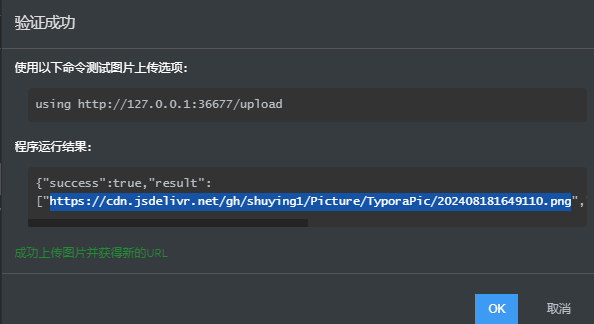 验证成功
使用以下命令测试图片上传选项：
using http://127.0.0.1:36677/upload
程序运行结果：
{"success":true,"result":
["https://cdn.jsdelivr.net/gh/shuying1/Picture/TyporaPic/202408181649110.png",
成功上传图片并获得新的URL
OK 取消